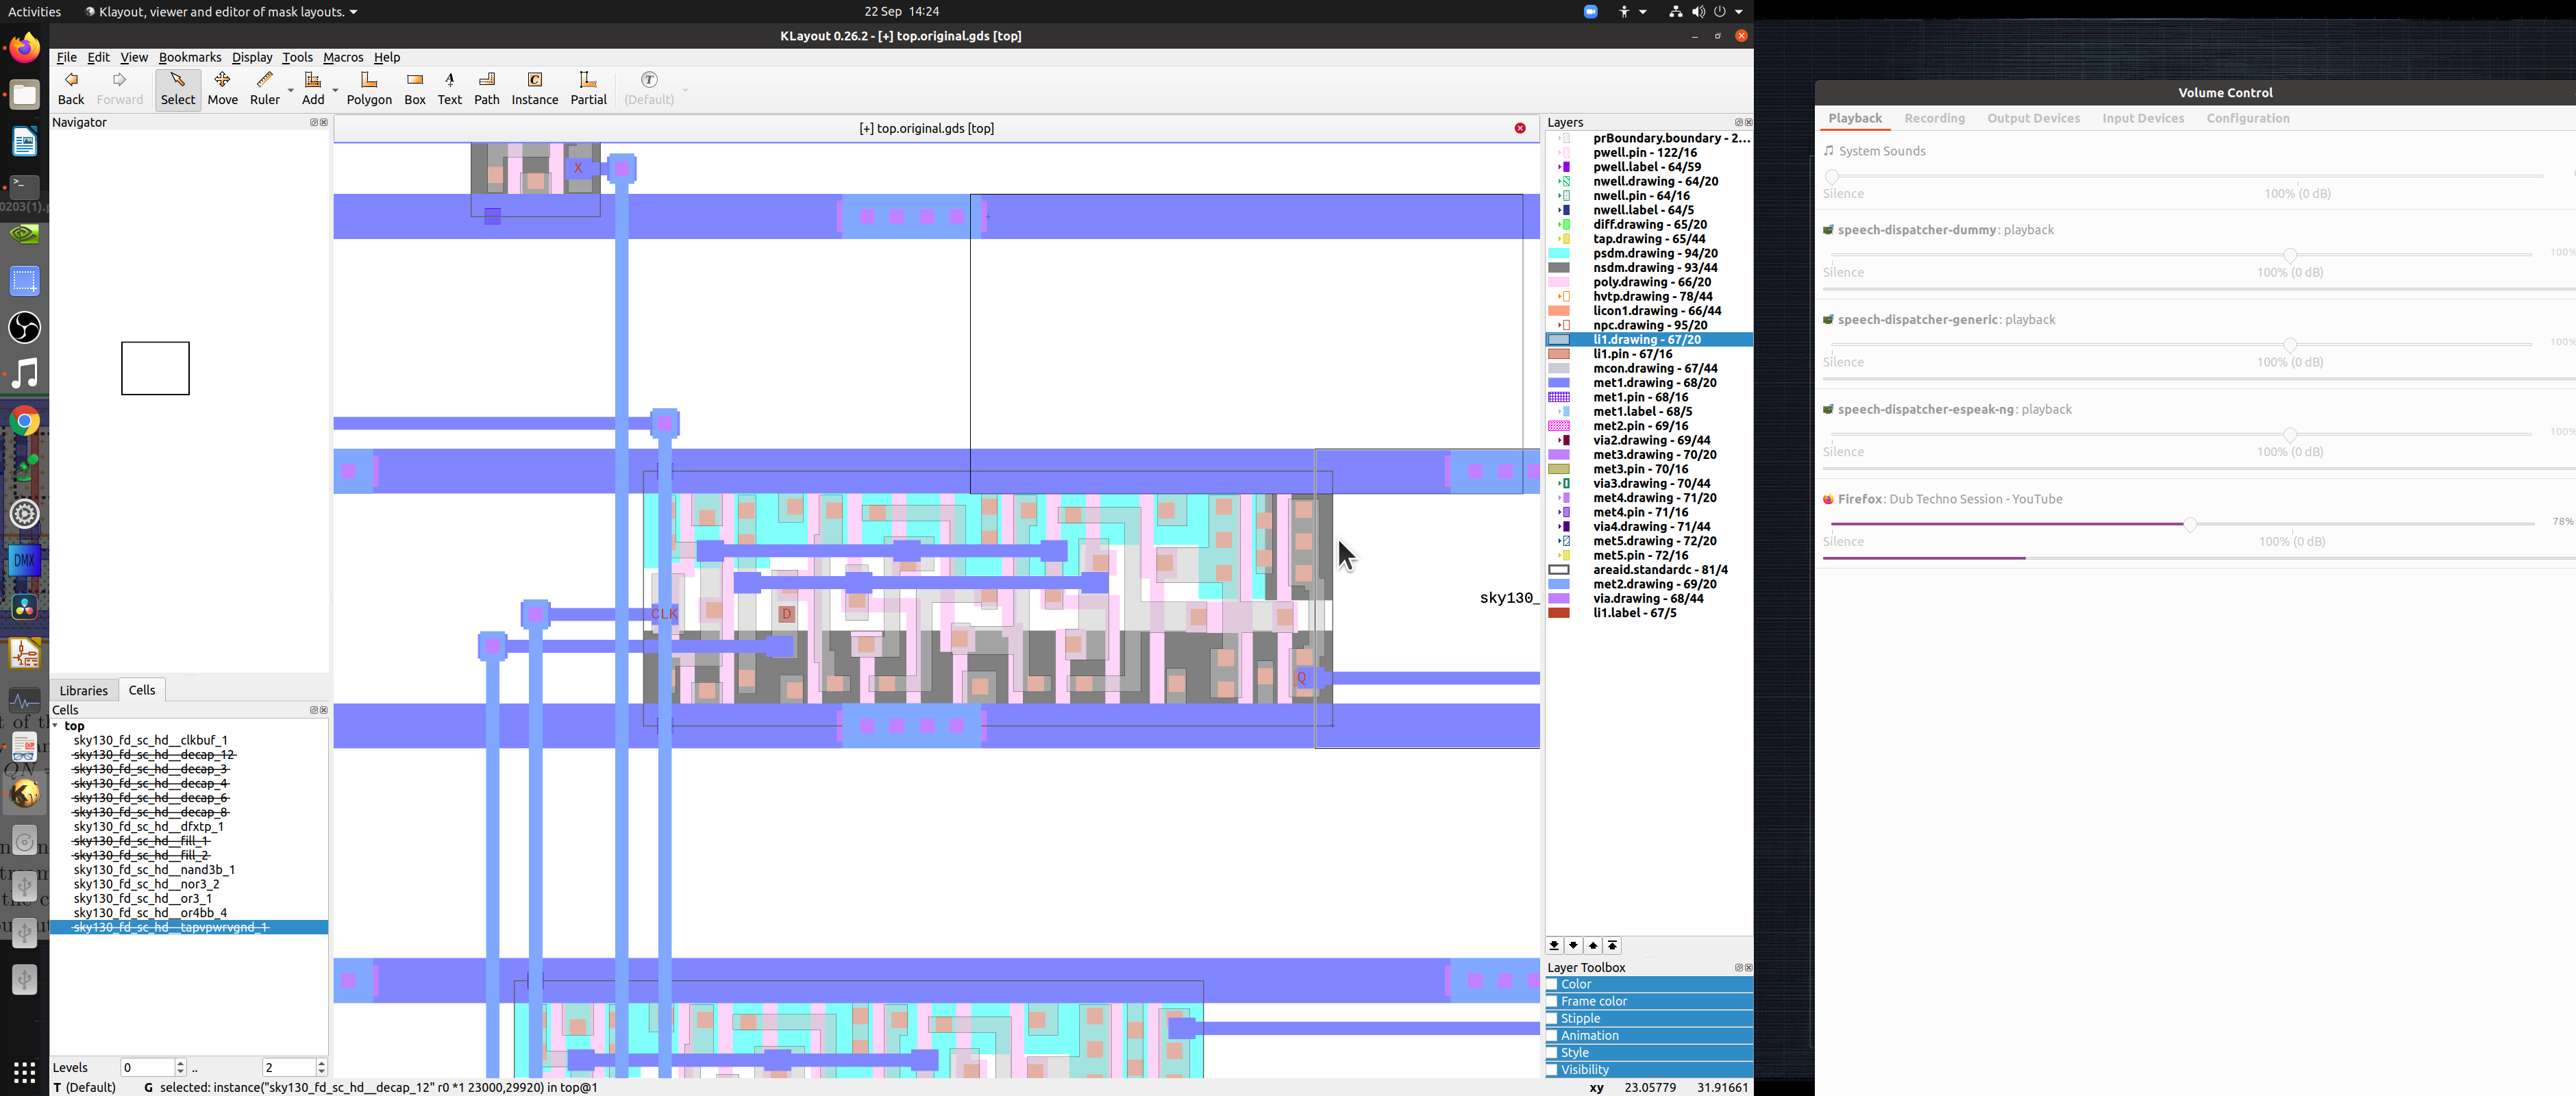 Activities
Klayout, viewer and editor of mask layouts.
22 Sep 14:24
KLayout 0.26.2 - [+] top.original.gds [top]
File Edit View Bookmarks Display Tools Macros Help
Back Forward Select Move Ruler Add Polygon Box Text Path Instance Partial (Default)
Navigator
[+] top.original.gds [top]
X
CLK
D
Q
sky130_
Libraries Cells
Cells
top
sky130_fd_sc_hd__clkbuf_1
sky130_fd_sc_hd__decap_12
sky130_fd_sc_hd__decap_3
sky130_fd_sc_hd__decap_4
sky130_fd_sc_hd__decap_6
sky130_fd_sc_hd__decap_8
sky130_fd_sc_hd__dfxtp_1
sky130_fd_sc_hd__fill_1
sky130_fd_sc_hd__fill_2
sky130_fd_sc_hd__nand3b_1
sky130_fd_sc_hd__nor3_2
sky130_fd_sc_hd__or3_1
sky130_fd_sc_hd__or4bb_4
sky130_fd_sc_hd__tapvpwrvgnd_1
Levels 0 .. 2
T (Default) G selected: instance("sky130_fd_sc_hd__decap_12" r0 *1 23000,29920) in top@1
xy 23.05779 31.91661
Layers
prBoundary.boundary - 2...
pwell.pin - 122/16
pwell.label - 64/59
nwell.drawing - 64/20
nwell.pin - 64/16
nwell.label - 64/5
diff.drawing - 65/20
tap.drawing - 65/44
psdm.drawing - 94/20
nsdm.drawing - 93/44
poly.drawing - 66/20
hvtp.drawing - 78/44
licon1.drawing - 66/44
npc.drawing - 95/20
li1.drawing - 67/20
li1.pin - 67/16
mcon.drawing - 67/44
met1.drawing - 68/20
met1.pin - 68/16
met1.label - 68/5
met2.pin - 69/16
via2.drawing - 69/44
met3.drawing - 70/20
met3.pin - 70/16
via3.drawing - 70/44
met4.drawing - 71/20
met4.pin - 71/16
via4.drawing - 71/44
met5.drawing - 72/20
met5.pin - 72/16
areaid.standardc - 81/4
met2.drawing - 69/20
via.drawing - 68/44
li1.label - 67/5
Layer Toolbox
Color
Frame color
Stipple
Animation
Style
Visibility
Volume Control
Playback Recording Output Devices Input Devices Configuration
System Sounds
Silence 100% (0 dB)
speech-dispatcher-dummy: playback
100%
Silence 100% (0 dB)
speech-dispatcher-generic: playback
100%
Silence 100% (0 dB)
speech-dispatcher-espeak-ng: playback
100%
Silence 100% (0 dB)
Firefox: Dub Techno Session - YouTube
78%
Silence 100% (0 dB)
DMX